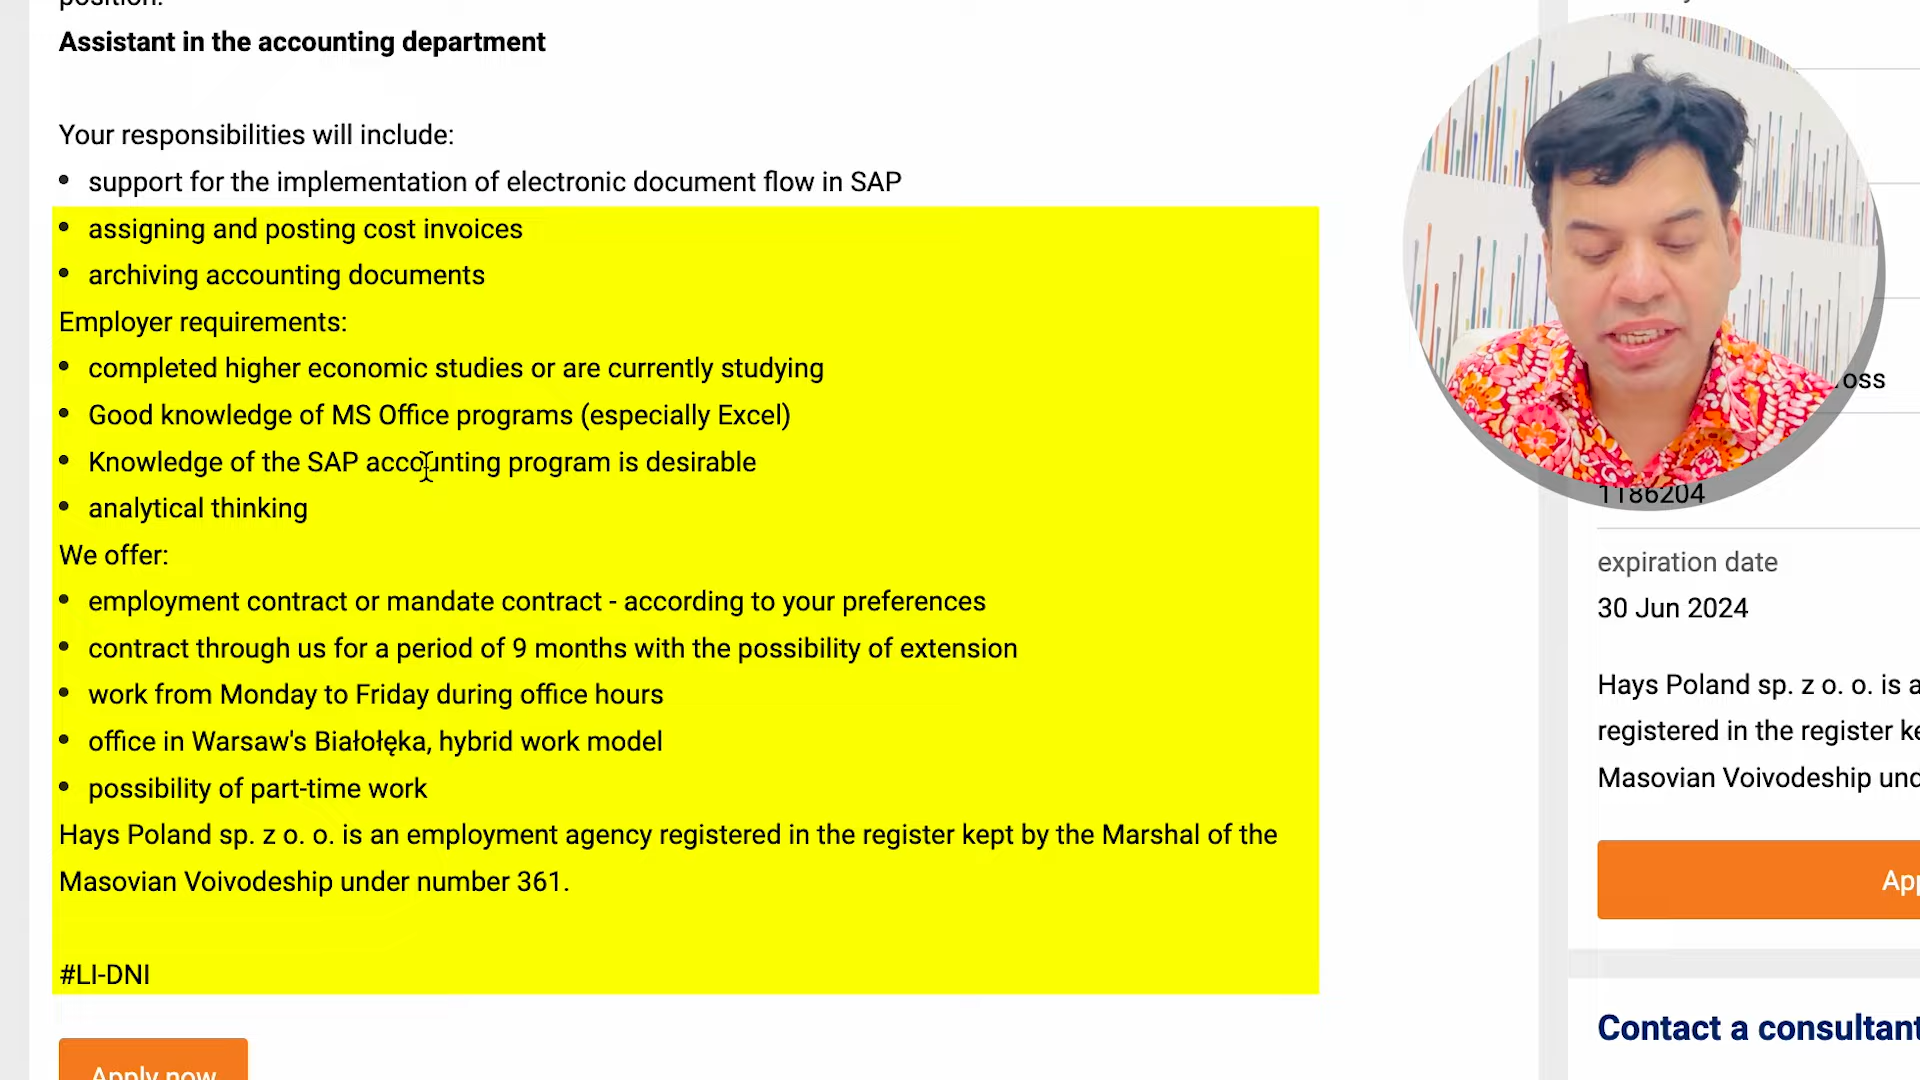 position:
Assistant in the accounting department
Your responsibilities will include:
support for the implementation of electronic document flow in SAP
assigning and posting cost invoices
archiving accounting documents
Employer requirements:
completed higher economic studies or are currently studying
Good knowledge of MS Office programs (especially Excel)
Knowledge of the SAP accounting program is desirable
analytical thinking
We offer:
employment contract or mandate contract - according to your preferences
contract through us for a period of 9 months with the possibility of extension
work from Monday to Friday during office hours
office in Warsaw's Białołęka, hybrid work model
possibility of part-time work
Hays Poland sp. z o. o. is an employment agency registered in the register kept by the Marshal of the
Masovian Voivodeship under number 361.
#LI-DNI
Apply now
oss
1186204
expiration date
30 Jun 2024
Hays Poland sp. z o. o. is a
registered in the register ke
Masovian Voivodeship und
App
Contact a consultant